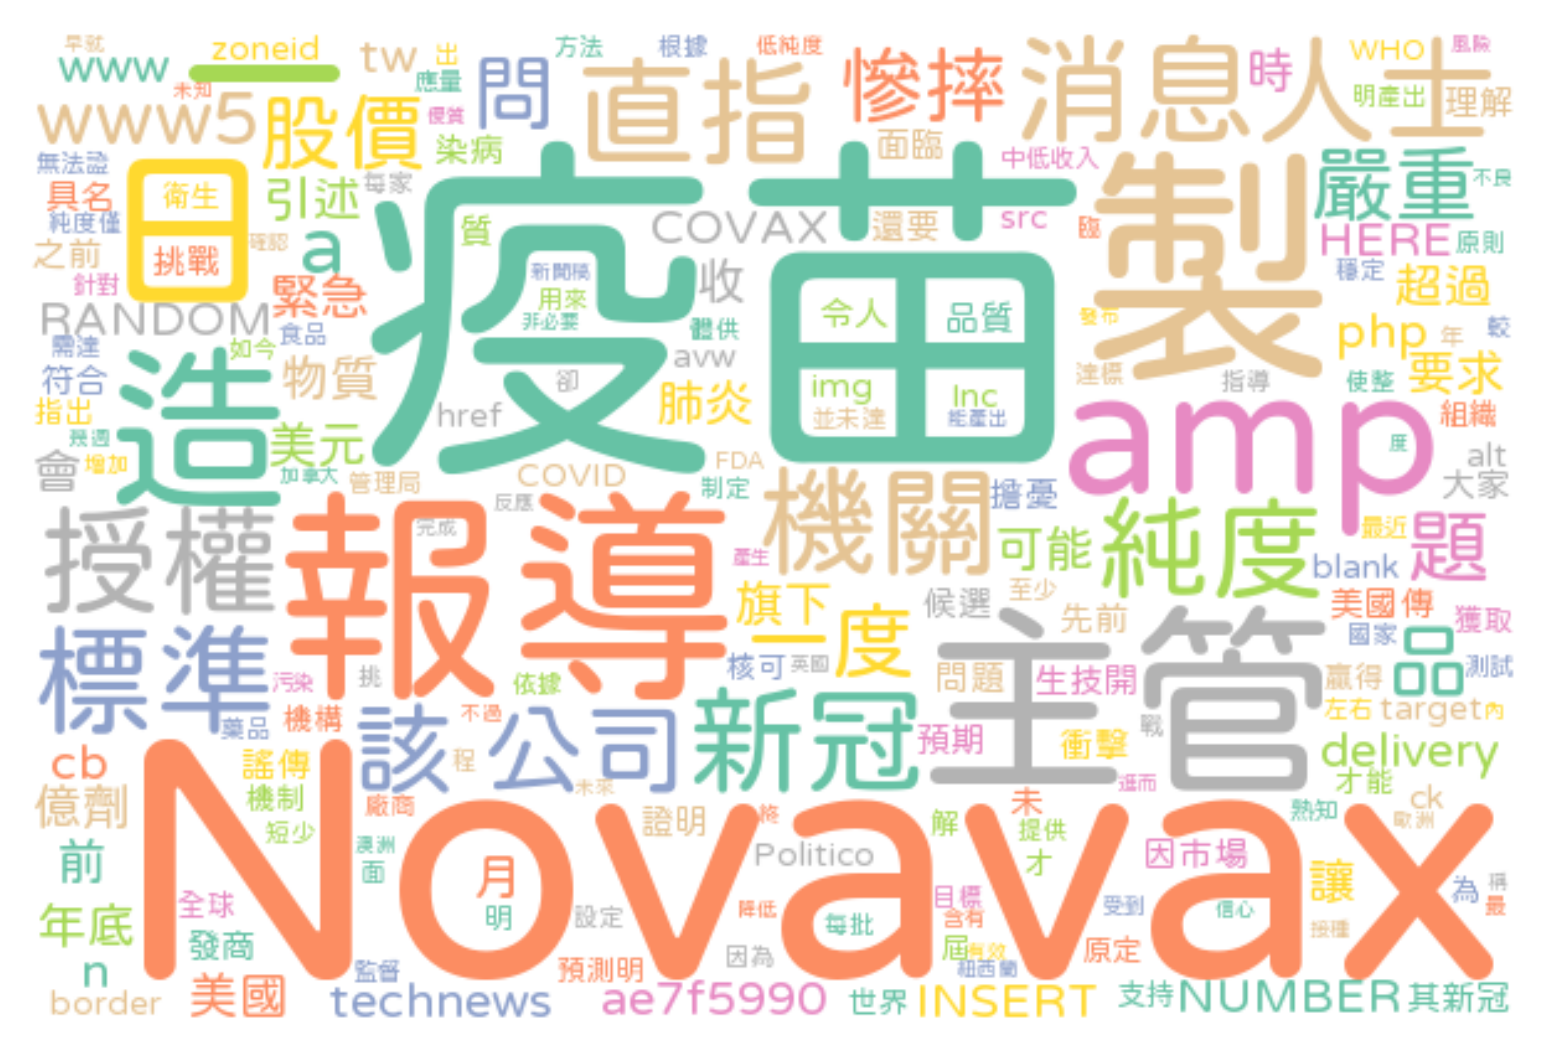 早就
www
zoneid
tw
出
方法
根據
低純度
WHO
風險
未知
應量
問
直指
慘摔
消息人士
時
明產出
理解
www5
股價
優質
染病
面臨
中低收入
無法證
日
衛生
挑戰
具名
純度僅
引述
每家
a
確認
之前
針對
緊急
疫苗
質
COVAX
還要
src
臨
製
嚴重
不良
HERE
原則
穩定
超過
RANDOM
食品
需達
如今
符合
指出
幾週
造
物質
新聞稿
用來
非必要
收
體供
avw
令人
品質
img
Inc
並未達
能產出
發布
達標
指導
php
年
較
使整
要求
組織
卻
href
肺炎
美元
amp
度
alt
大家
會
增加
加拿大
管理局
COVID
FDA
制定
反應
機關
擔憂
可能
純度
最近
題
blank
授權
報導
完成
產生
旗下
一度
候選
至少
先前
美國傳
國家
獲取
標準
污染
挑
依據
核可
英國
主管
問題
生技開
贏得
品
測試
藥品
機構
該公司
不過
程
新冠
預期
衝擊
戰
左右
target
內
cb
謠傳
未來
進而
delivery
才能
億劑
機制
短少
廠商
Novavax
證明
降
解
未
提供
才
熟知
ck
歐洲
前
澳洲
面
Politico
因市場
讓
為
稱
最
月
明
全球
設定
降低
每批
目標
含有
受到
信心
接種
年底
發商
因為
屆
有效
紐西蘭
原定
n
美國
監督
預測明
border
technews
ae7f5990
世界
INSERT
支持
NUMBER
其新冠